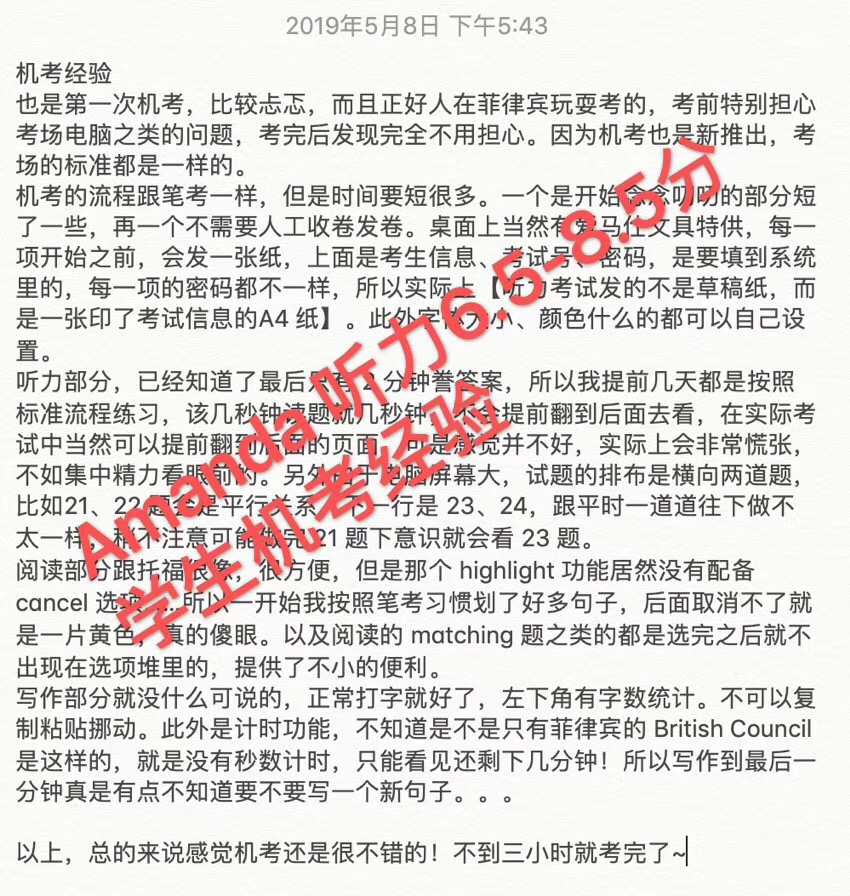 2019年5月8日 下午5:43
机考经验
也是第一次机考，比较忐忑，而且正好人在菲律宾玩耍考的，考前特别担心
考场电脑之类的问题，考完后发现完全不用担心。因为机考也是新推出，考
场的标准都是一样的。
机考的流程跟笔考一样，但是时间要短很多。一个是开始念念叨叨的部分短
了一些，再一个不需要人工收卷发卷。桌面上当然有爱马仕文具特供，每一
项开始之前，会发一张纸，上面是考生信息、考试号、密码，是要填到系统
里的，每一项的密码都不一样，所以实际上【听力考试发的不是草稿纸，而
是一张印了考试信息的A4 纸】。此外字体大小、颜色什么的都可以自己设
置。
听力部分，已经知道了最后只有 2 分钟誊答案，所以我提前几天都是按照
标准流程练习，该几秒钟读题就几秒钟，不会提前翻到后面去看，在实际考
试中当然可以提前翻到后面的页面，可是感觉并不好，实际上会非常慌张，
不如集中精力看眼前的。另外由于电脑屏幕大，试题的排布是横向两道题，
比如21、22 题会是平行关系，下一行是 23、24，跟平时一道道往下做不
太一样，稍不注意可能做完 21 题下意识就会看 23 题。
阅读部分跟托福很像，很方便，但是那个 highlight 功能居然没有配备
cancel 选项.....所以一开始我按照笔考习惯划了好多句子，后面取消不了就
是一片黄色，真的傻眼。以及阅读的 matching 题之类的都是选完之后就不
出现在选项堆里的，提供了不小的便利。
写作部分就没什么可说的，正常打字就好了，左下角有字数统计。不可以复
制粘贴挪动。此外是计时功能，不知道是不是只有菲律宾的 British Council
是这样的，就是没有秒数计时，只能看见还剩下几分钟！所以写作到最后一
分钟真是有点不知道要不要写一个新句子。。。
以上，总的来说感觉机考还是很不错的！不到三小时就考完了~
Amanda 听力6.5-8.5分
学生机考经验